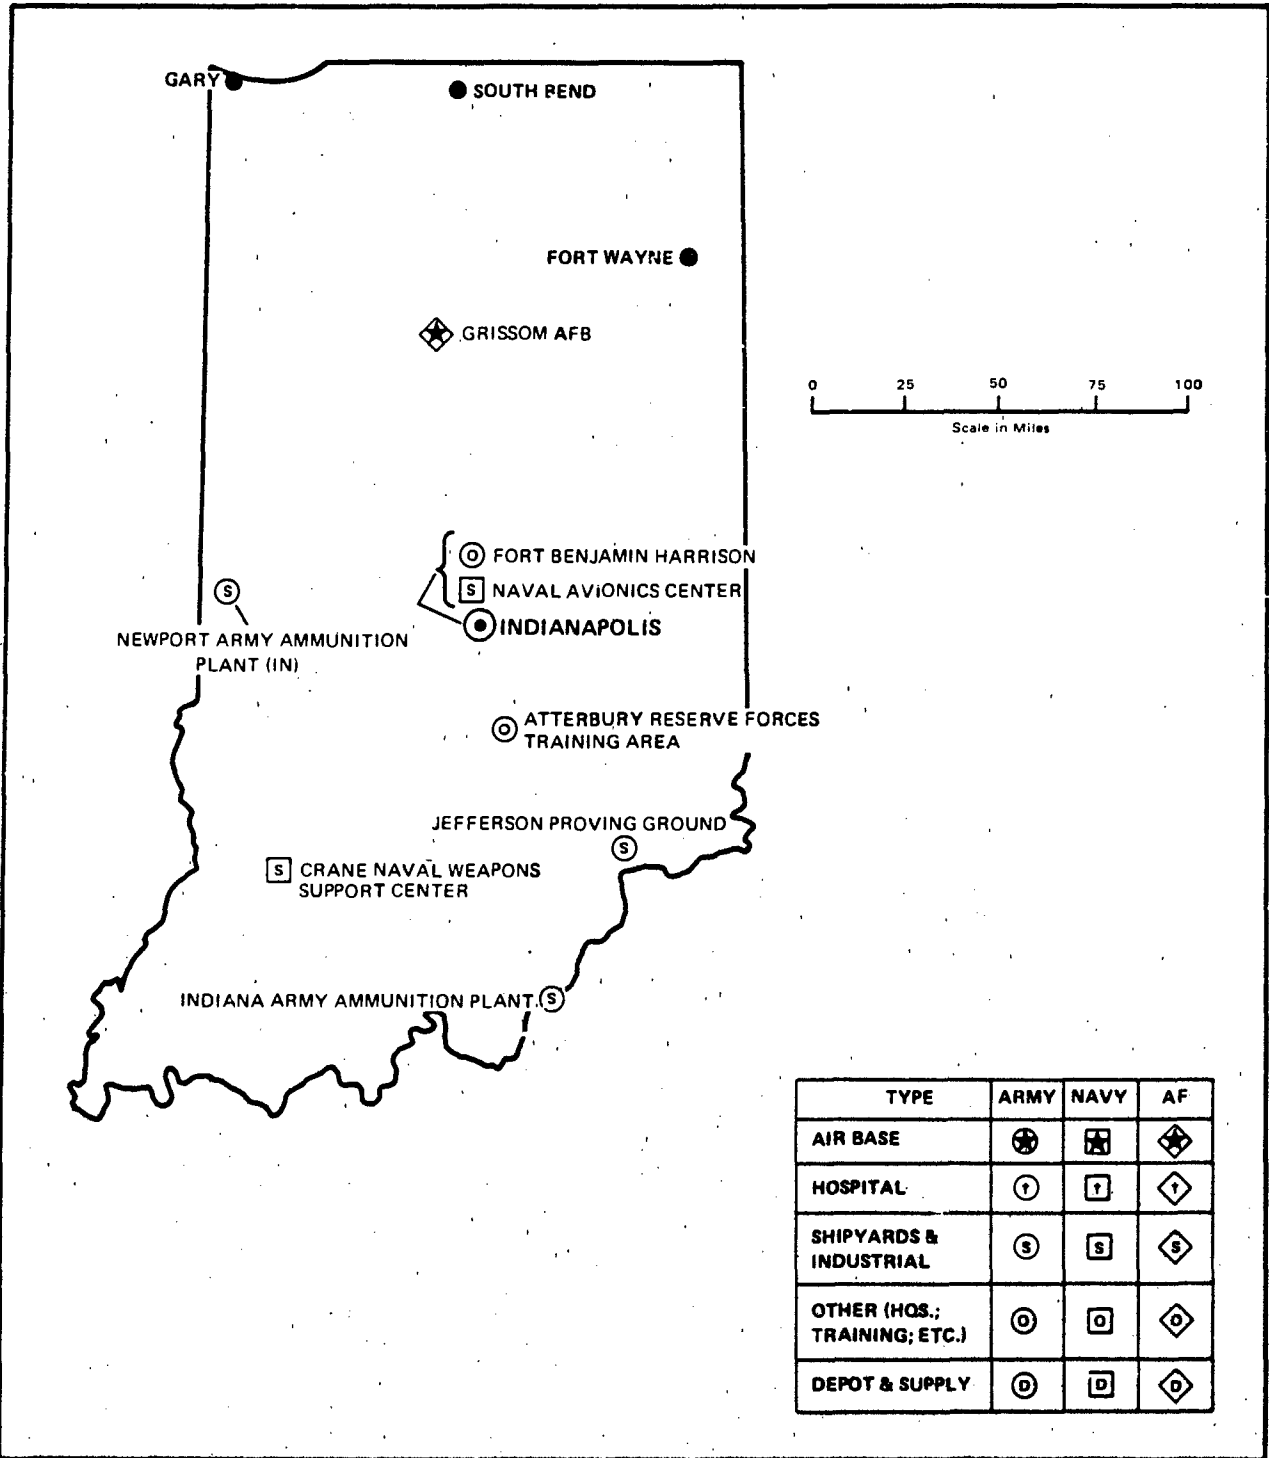 GARY
SOUTH BEND
FORT WAYNE
GRISSOM AFB
0 25 50 75 100
Scale in Miles
O FORT BENJAMIN HARRISON
S NAVAL AVIONICS CENTER
INDIANAPOLIS
S
NEWPORT ARMY AMMUNITION
PLANT (IN)
O ATTERBURY RESERVE FORCES
TRAINING AREA
JEFFERSON PROVING GROUND
S
S CRANE NAVAL WEAPONS
SUPPORT CENTER
INDIANA ARMY AMMUNITION PLANT S
TYPE ARMY NAVY AF
AIR BASE
HOSPITAL
SHIPYARDS &
INDUSTRIAL S S S
OTHER (HOS.;
TRAINING; ETC.) O O O
DEPOT & SUPPLY D D D